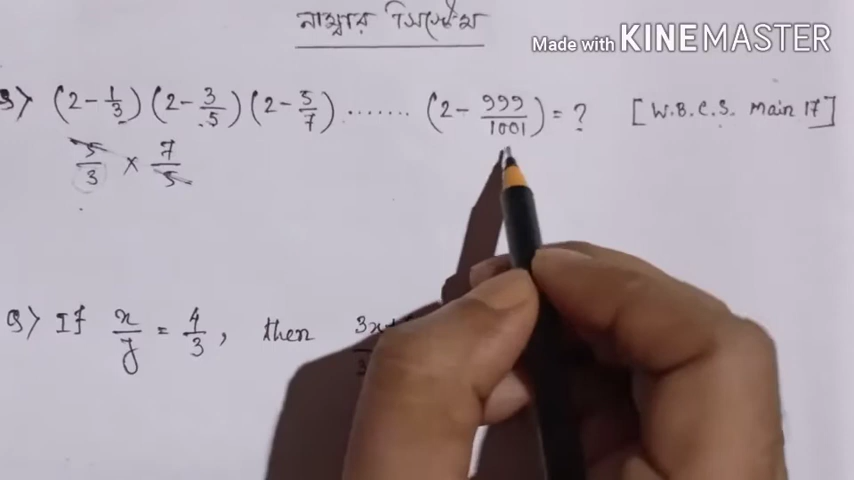 নাম্বার সিস্টেম
Made with KINEMASTER
Q> (2 - 1/3) (2 - 3/5) (2 - 5/7) ....... (2 - 999/1001) = ? [W.B.C.S. Main 17]
5/3 × 7/5
Q> If x/y = 4/3, then